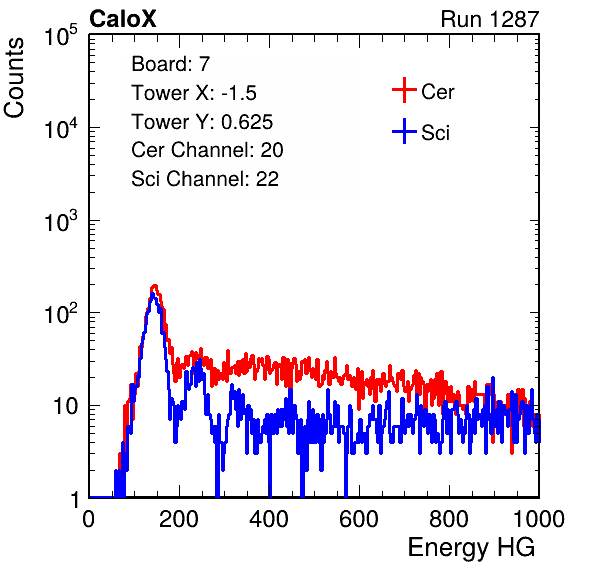 CaloX Run 1287
Counts
10^5
10^4
10^3
10^2
10
1
Board: 7
Tower X: -1.5
Tower Y: 0.625
Cer Channel: 20
Sci Channel: 22
Cer
Sci
0 200 400 600 800 1000
Energy HG